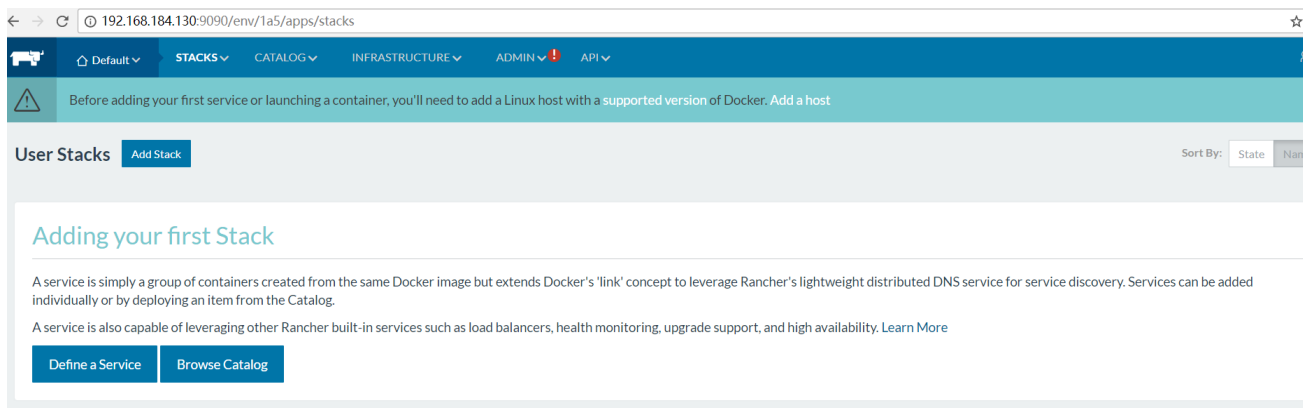 192.168.184.130:9090/env/1a5/apps/stacks
Default STACKS CATALOG INFRASTRUCTURE ADMIN ! API
Before adding your first service or launching a container, you'll need to add a Linux host with a supported version of Docker. Add a host
User Stacks Add Stack Sort By: State Nam
Adding your first Stack
A service is simply a group of containers created from the same Docker image but extends Docker's 'link' concept to leverage Rancher's lightweight distributed DNS service for service discovery. Services can be added
individually or by deploying an item from the Catalog.
A service is also capable of leveraging other Rancher built-in services such as load balancers, health monitoring, upgrade support, and high availability. Learn More
Define a Service Browse Catalog